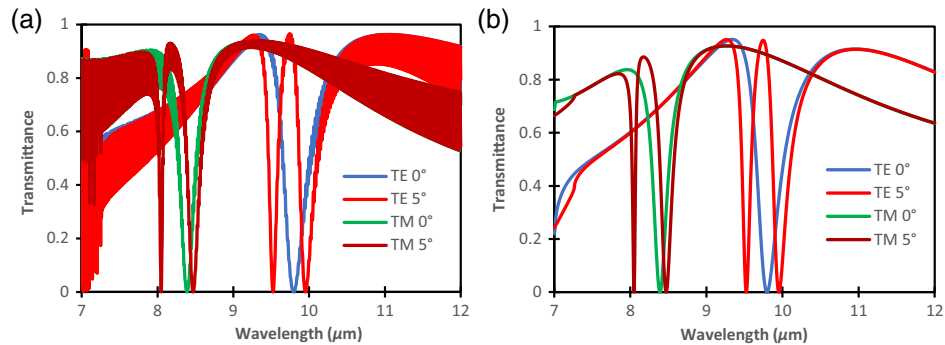 (a)
1
0.8
0.6
0.4
0.2
0
Transmittance
TE 0°
TE 5°
TM 0°
TM 5°
7 8 9 10 11 12
Wavelength (μm)
(b)
1
0.8
0.6
0.4
0.2
0
Transmittance
TE 0°
TE 5°
TM 0°
TM 5°
7 8 9 10 11 12
Wavelength (μm)